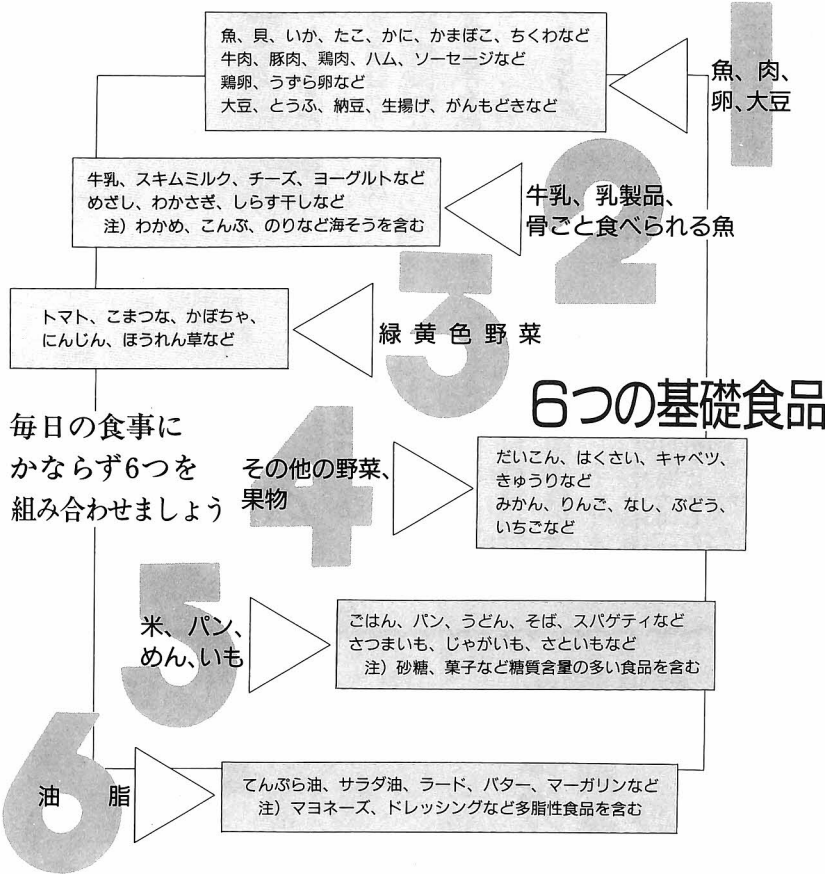 魚、貝、いか、たこ、かに、かまぼこ、ちくわなど
牛肉、豚肉、鶏肉、ハム、ソーセージなど
鶏卵、うずら卵など
大豆、とうふ、納豆、生揚げ、がんもどきなど
1
魚、肉、
卵、大豆
牛乳、スキムミルク、チーズ、ヨーグルトなど
めざし、わかさぎ、しらす干しなど
注）わかめ、こんぶ、のりなど海そうを含む
2
牛乳、乳製品、
骨ごと食べられる魚
トマト、こまつな、かぼちゃ、
にんじん、ほうれん草など
3
緑黄色野菜
6つの基礎食品
毎日の食事に
かならず6つを
組み合わせましょう
4
その他の野菜、
果物
だいこん、はくさい、キャベツ、
きゅうりなど
みかん、りんご、なし、ぶどう、
いちごなど
5
米、パン、
めん、いも
ごはん、パン、うどん、そば、スパゲティなど
さつまいも、じゃがいも、さといもなど
注）砂糖、菓子など糖質含量の多い食品を含む
6
油脂
てんぷら油、サラダ油、ラード、バター、マーガリンなど
注）マヨネーズ、ドレッシングなど多脂性食品を含む